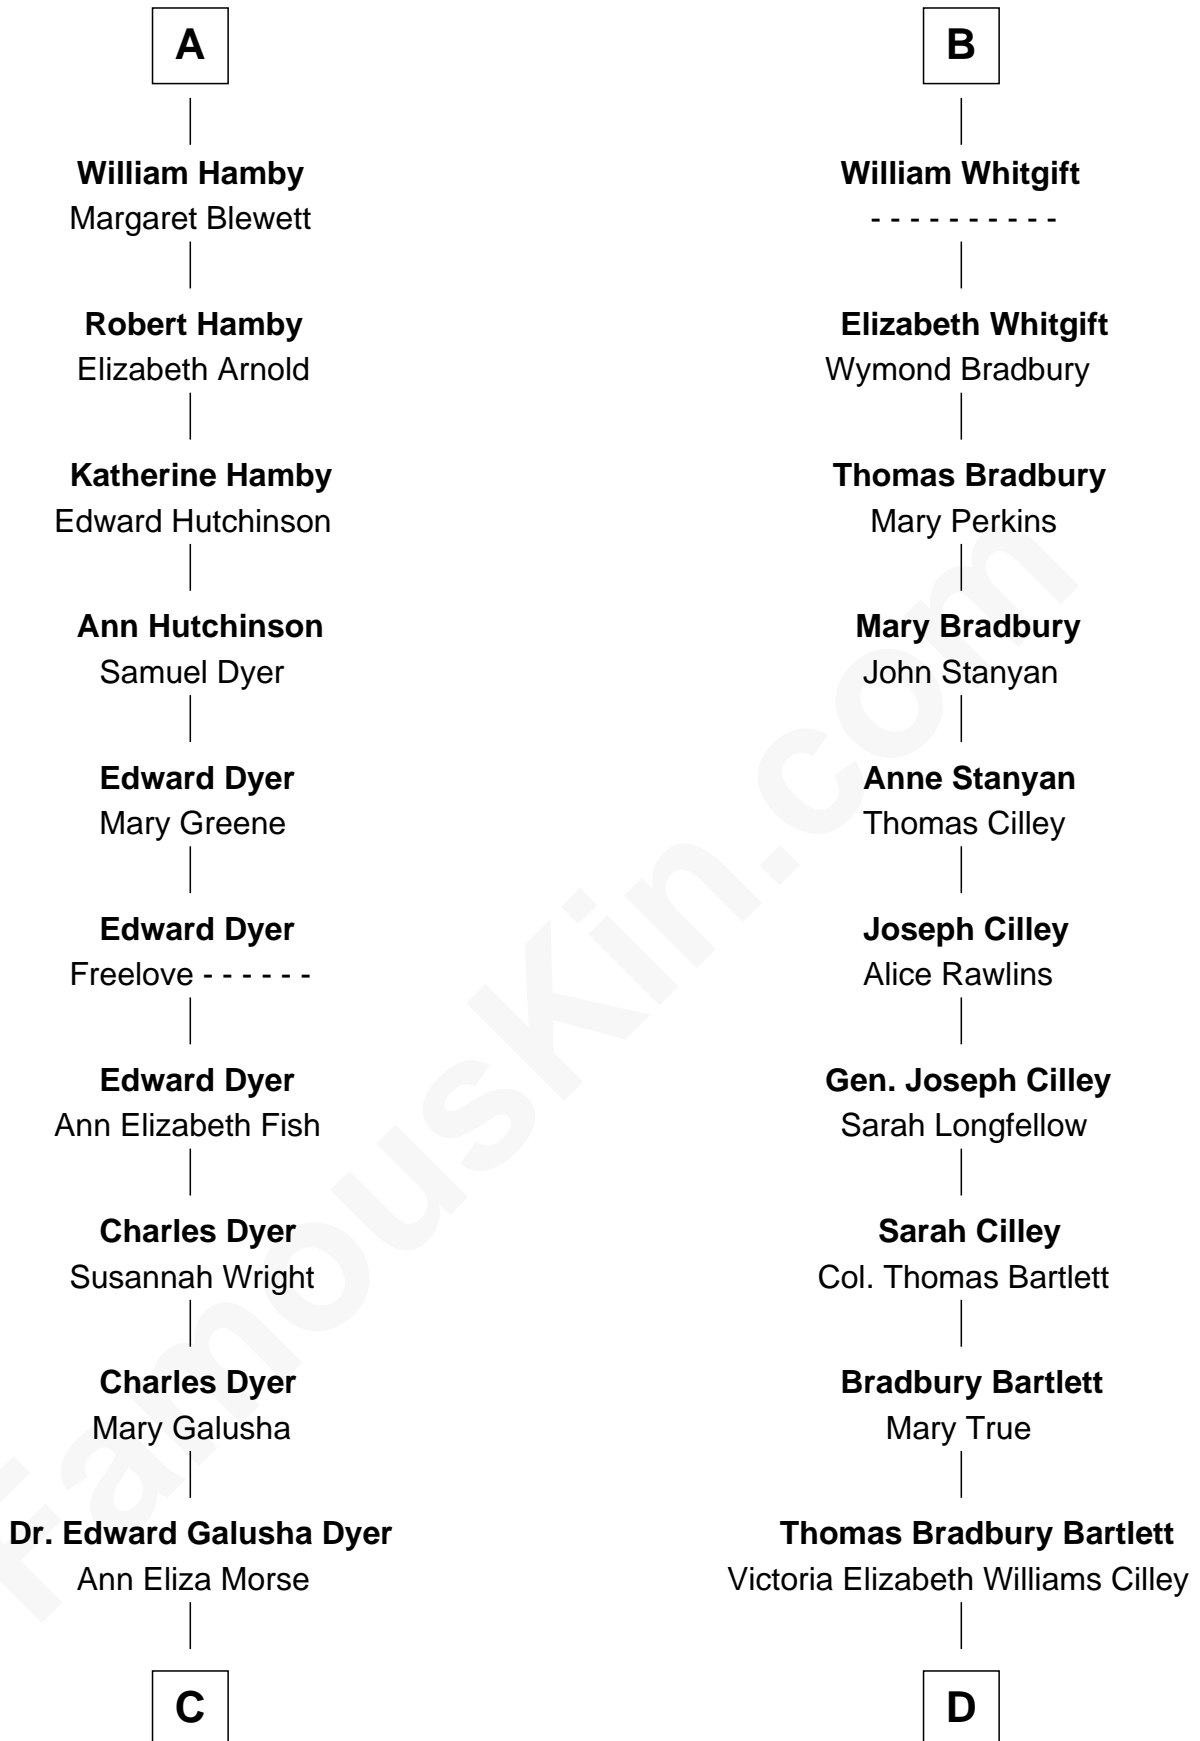 A
William Hamby
Margaret Blewett
Robert Hamby
Elizabeth Arnold
Katherine Hamby
Edward Hutchinson
Ann Hutchinson
Samuel Dyer
Edward Dyer
Mary Greene
Edward Dyer
Freelove - - - - - -
Edward Dyer
Ann Elizabeth Fish
Charles Dyer
Susannah Wright
Charles Dyer
Mary Galusha
Dr. Edward Galusha Dyer
Ann Eliza Morse
C
B
William Whitgift
- - - - - - - - - -
Elizabeth Whitgift
Wymond Bradbury
Thomas Bradbury
Mary Perkins
Mary Bradbury
John Stanyan
Anne Stanyan
Thomas Cilley
Joseph Cilley
Alice Rawlins
Gen. Joseph Cilley
Sarah Longfellow
Sarah Cilley
Col. Thomas Bartlett
Bradbury Bartlett
Mary True
Thomas Bradbury Bartlett
Victoria Elizabeth Williams Cilley
D
FamousKin.com